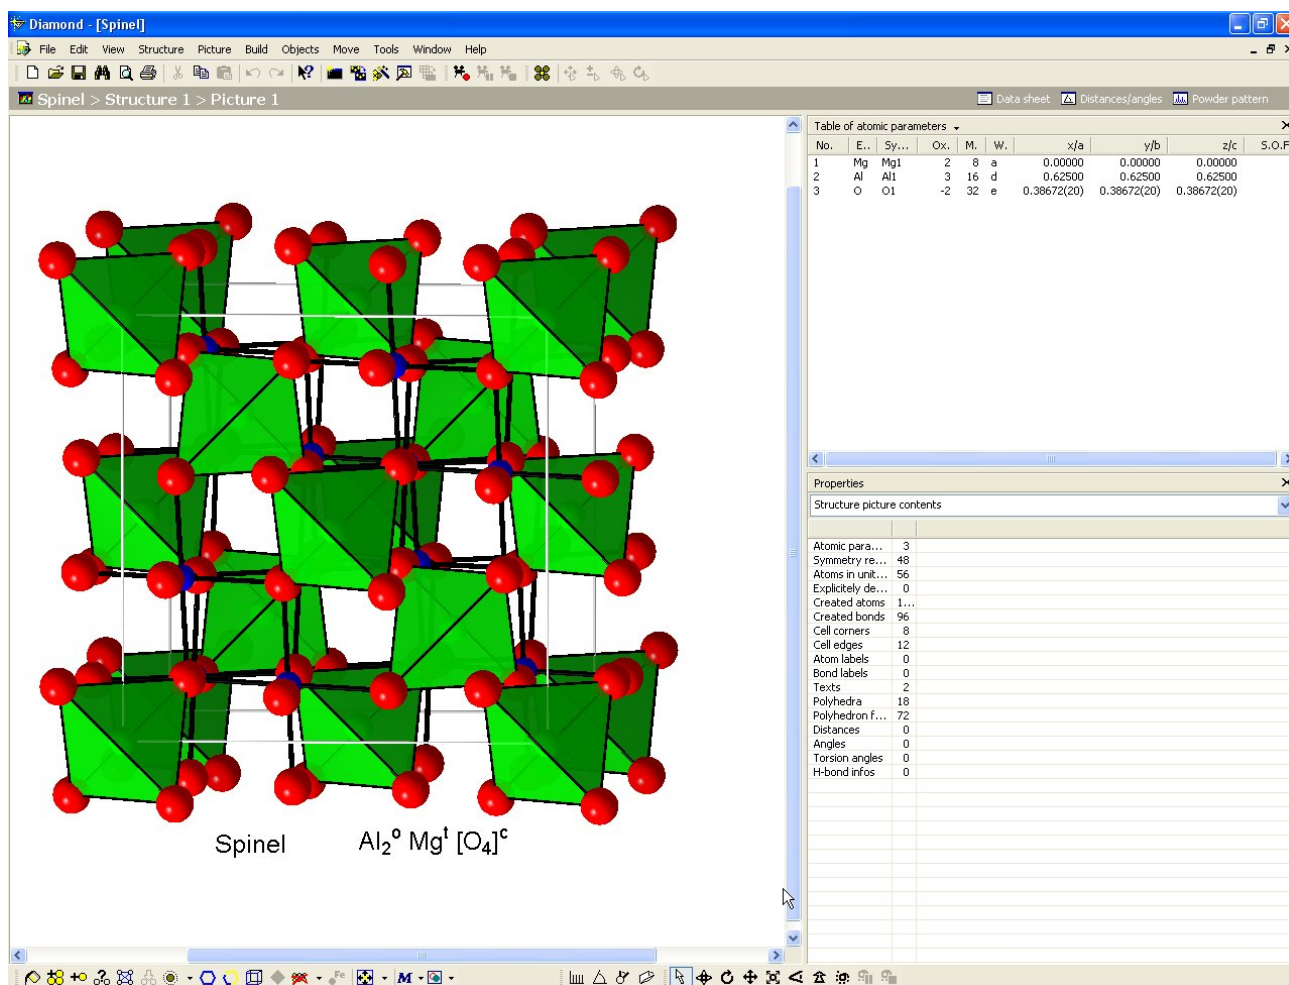 Diamond - [Spinel]
File Edit View Structure Picture Build Objects Move Tools Window Help
Spinel > Structure 1 > Picture 1
Data sheet Distances/angles Powder pattern
Table of atomic parameters
No. E.. Sy... Ox. M. W. x/a y/b z/c S.O.F
1 Mg Mg1 2 8 a 0.00000 0.00000 0.00000
2 Al Al1 3 16 d 0.62500 0.62500 0.62500
3 O O1 -2 32 e 0.38672(20) 0.38672(20) 0.38672(20)
Properties
Structure picture contents
Atomic para... 3
Symmetry re... 48
Atoms in unit... 56
Explicitely de... 0
Created atoms 1...
Created bonds 96
Cell corners 8
Cell edges 12
Atom labels 0
Bond labels 0
Texts 2
Polyhedra 18
Polyhedron f... 72
Distances 0
Angles 0
Torsion angles 0
H-bond infos 0
Spinel Al₂ᵒ Mgᵗ [O₄]ᶜ
Fe
M